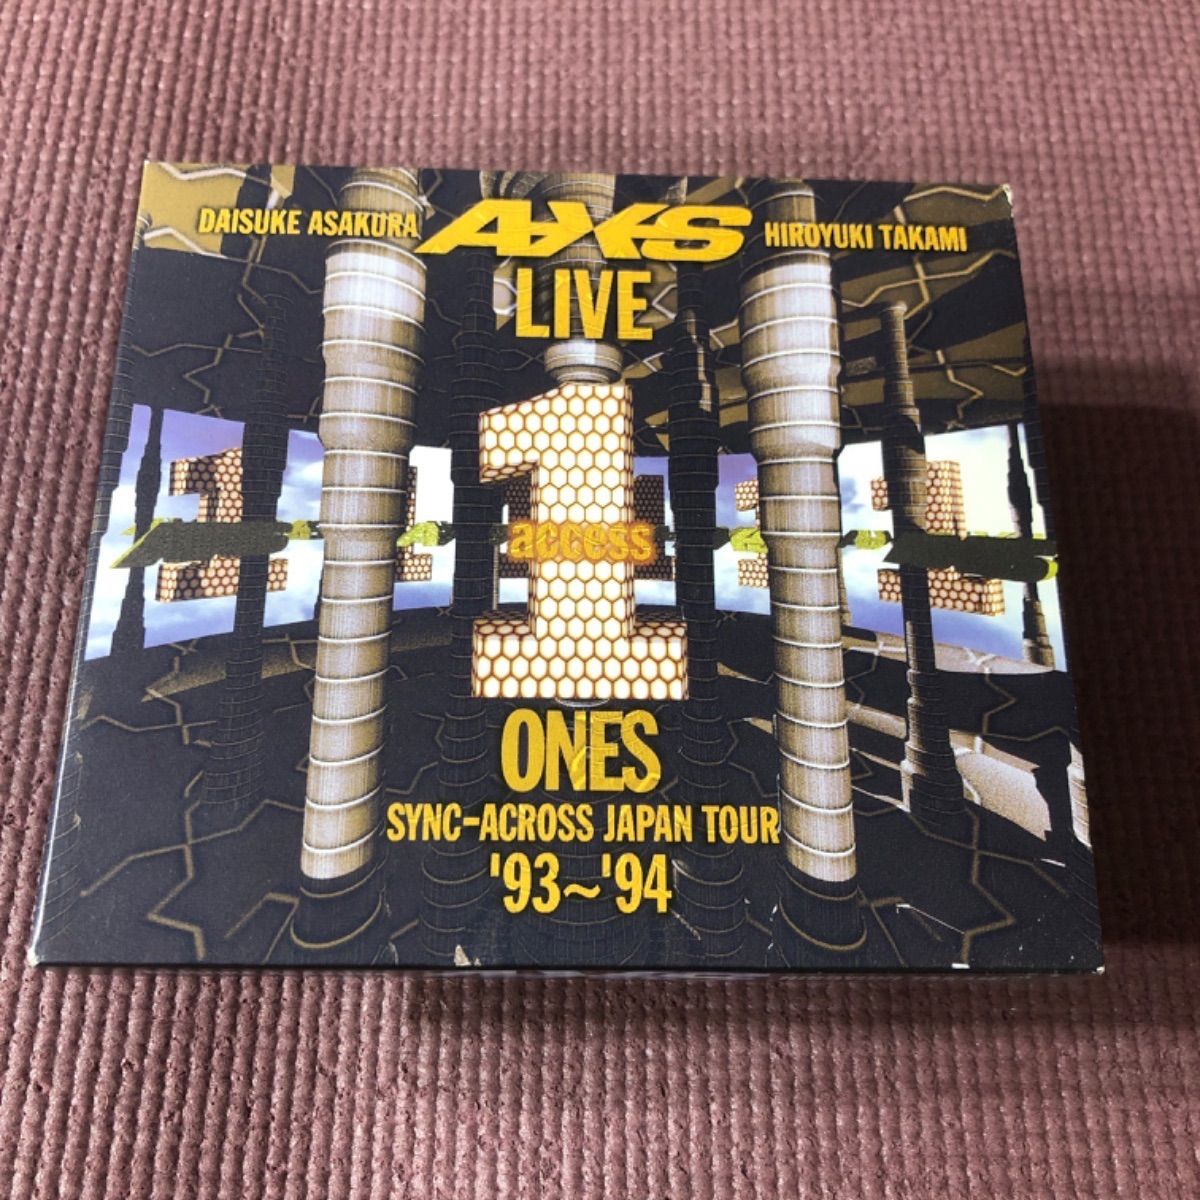 DAISUKE ASAKURA AXS HIROYUKI TAKAMI
LIVE
1
access
ONES
SYNC-ACROSS JAPAN TOUR
'93~'94